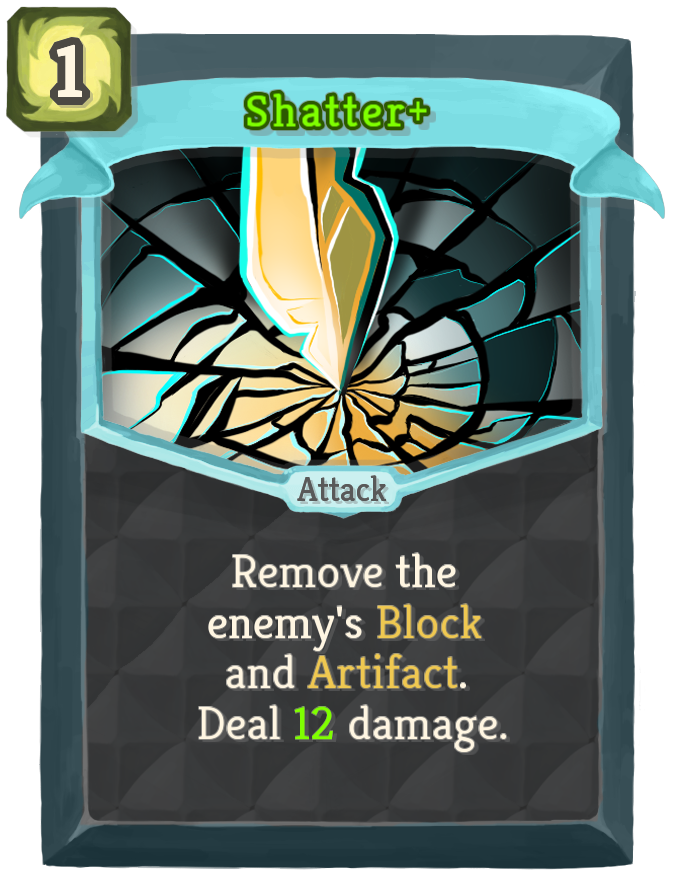 1
Shatter+
Attack
Remove the
enemy's Block
and Artifact.
Deal 12 damage.